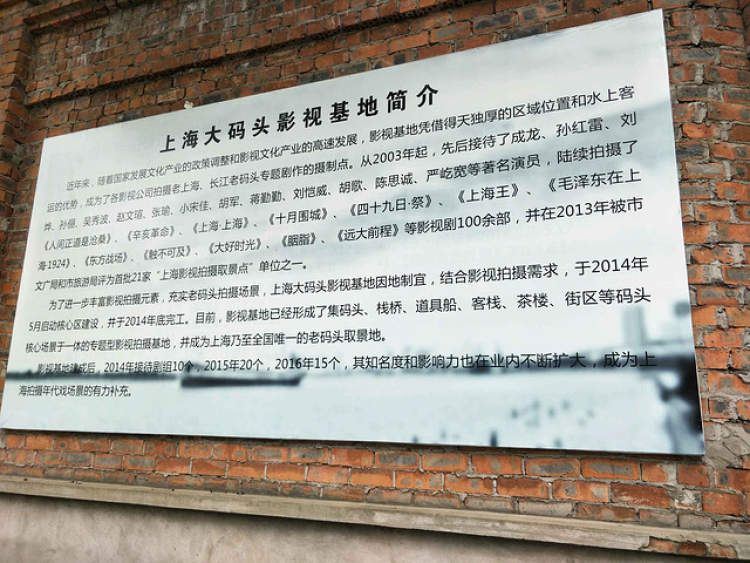 上海大码头影视基地简介
近年来，随着国家发展文化产业的政策调整和影视文化产业的高速发展，影视基地凭借得天独厚的区域位置和水上客
运的优势，成为了各影视公司拍摄老上海、长江老码头专题剧作的摄制点。从2003年起，先后接待了成龙、孙红雷、刘
烨、孙俪、吴秀波、赵文瑄、张瑜、小宋佳、胡军、蒋勤勤、刘恺威、胡歌、陈思诚、严屹宽等著名演员，陆续拍摄了
《人间正道是沧桑》、《辛亥革命》、《上海·上海》、《十月围城》、《四十九日·祭》、《上海王》、《毛泽东在上
海·1924》、《东方战场》、《触不可及》、《大好时光》、《胭脂》、《远大前程》等影视剧100余部，并在2013年被市
文广局和市旅游局评为首批21家“上海影视拍摄取景点”单位之一。
为了进一步丰富影视拍摄元素，充实老码头拍摄场景，上海大码头影视基地因地制宜，结合影视拍摄需求，于2014年
5月启动核心区建设，并于2014年底完工。目前，影视基地已经形成了集码头、栈桥、道具船、客栈、茶楼、街区等码头
核心场景于一体的专题型影视拍摄基地，并成为上海乃至全国唯一的老码头取景地。
影视基地建成后，2014年接待剧组10个，2015年20个，2016年15个，其知名度和影响力也在业内不断扩大，成为上
海拍摄年代戏场景的有力补充。